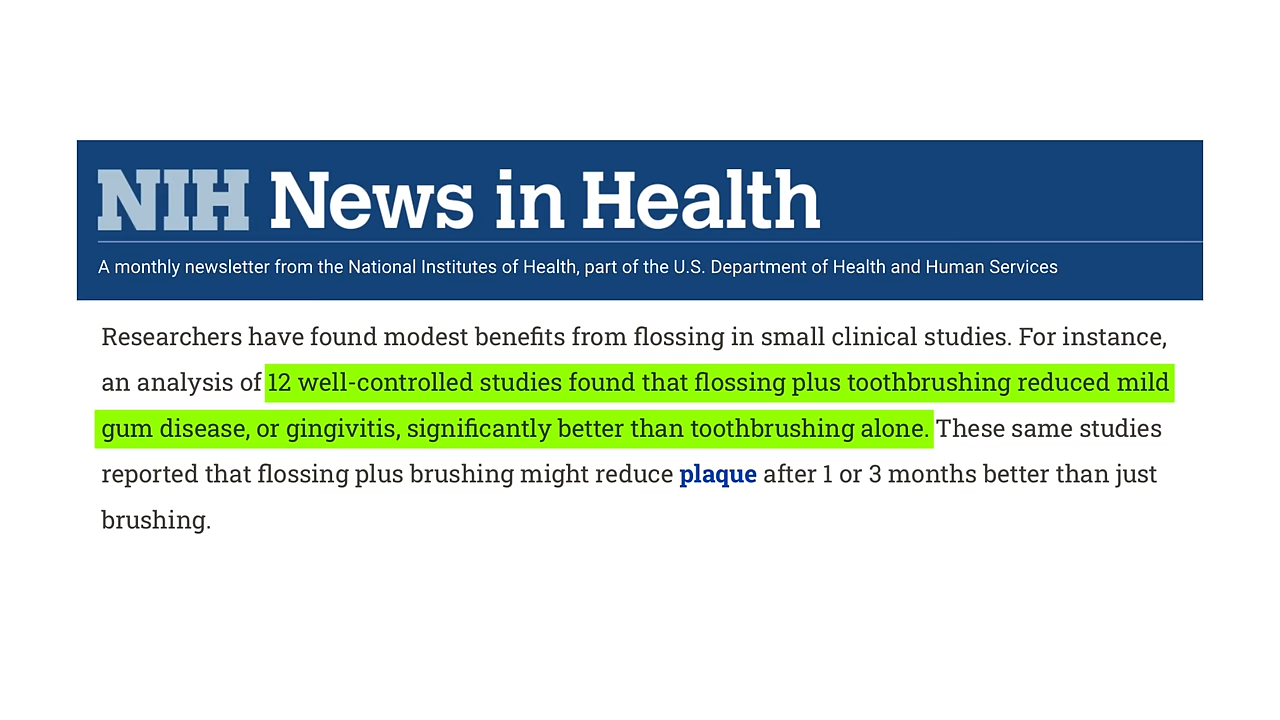 NIH News in Health
A monthly newsletter from the National Institutes of Health, part of the U.S. Department of Health and Human Services
Researchers have found modest benefits from flossing in small clinical studies. For instance,
an analysis of 12 well-controlled studies found that flossing plus toothbrushing reduced mild
gum disease, or gingivitis, significantly better than toothbrushing alone. These same studies
reported that flossing plus brushing might reduce plaque after 1 or 3 months better than just
brushing.